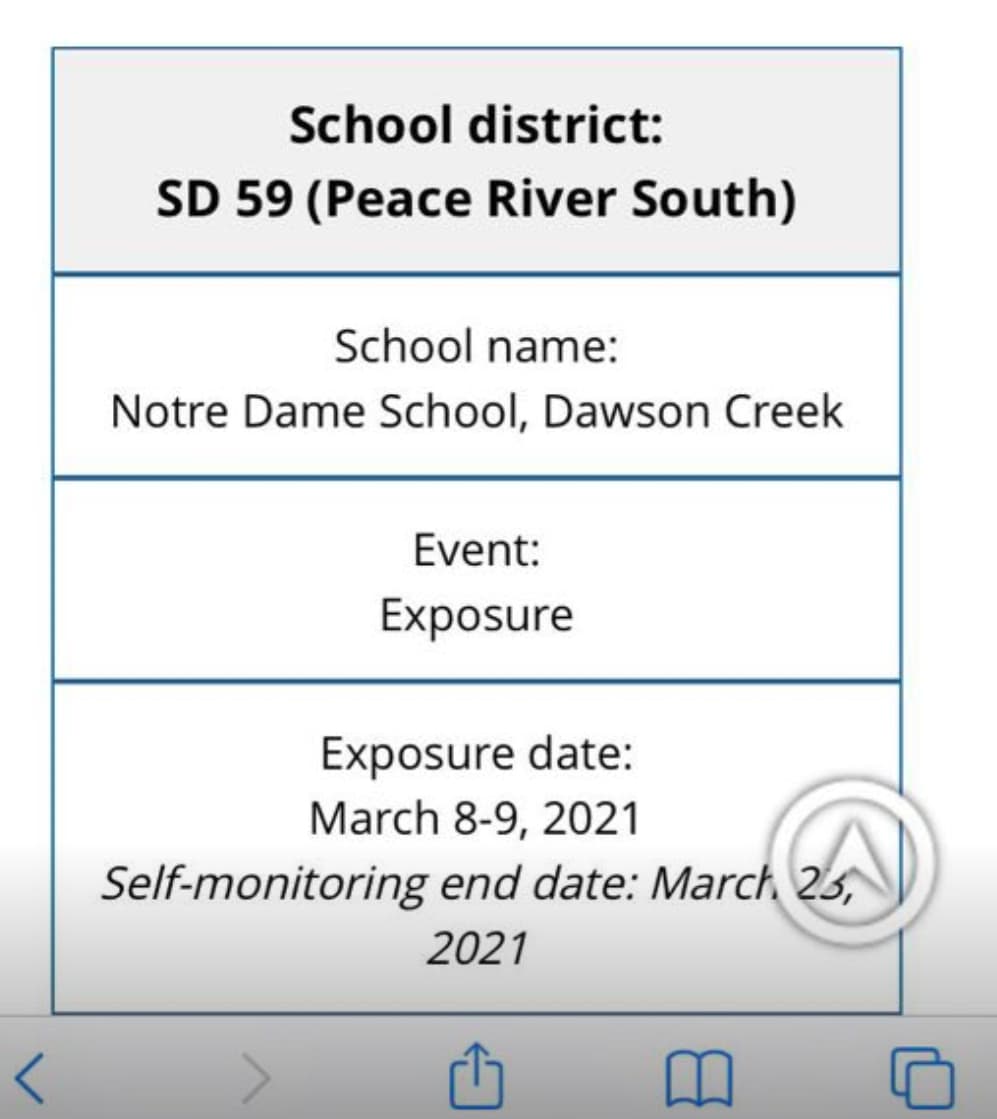 School district:
SD 59 (Peace River South)
School name:
Notre Dame School, Dawson Creek
Event:
Exposure
Exposure date:
March 8-9, 2021
Self-monitoring end date: March 23,
2021